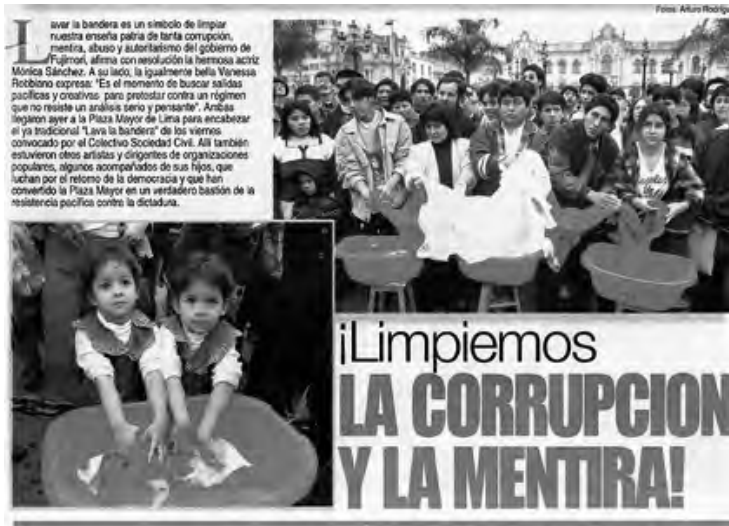 Fotos: Arturo Rodríg
Lavar la bandera es un símbolo de limpiar
nuestra enseña patria de tanta corrupción,
mentira, abuso y autoritarismo del gobierno de
Fujimori, afirma con resolución la hermosa actriz
Mónica Sánchez. A su lado, la igualmente bella Vanessa
Robbiano expresa: "Es el momento de buscar salidas
pacíficas y creativas para protestar contra un régimen
que no resiste un análisis serio y pensante". Ambas
llegaron ayer a la Plaza Mayor de Lima para encabezar
el ya tradicional "Lava la bandera" de los viernes
convocado por el Colectivo Sociedad Civil. Allí también
estuvieron otros artistas y dirigentes de organizaciones
populares, algunos acompañados de sus hijos, que
luchan por el retorno de la democracia y que han
convertido la Plaza Mayor en un verdadero bastión de la
resistencia pacífica contra la dictadura.
¡Limpiemos
LA CORRUPCION
Y LA MENTIRA!